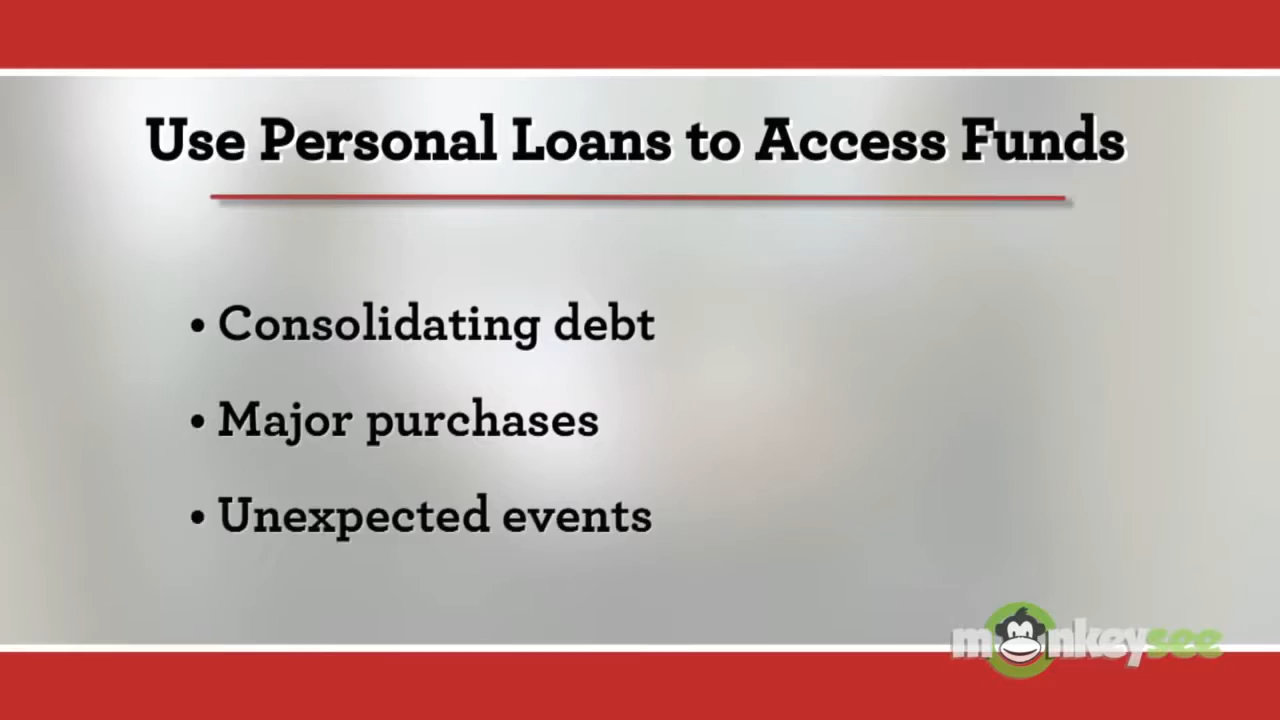 Use Personal Loans to Access Funds
• Consolidating debt
• Major purchases
• Unexpected events
monkeysee